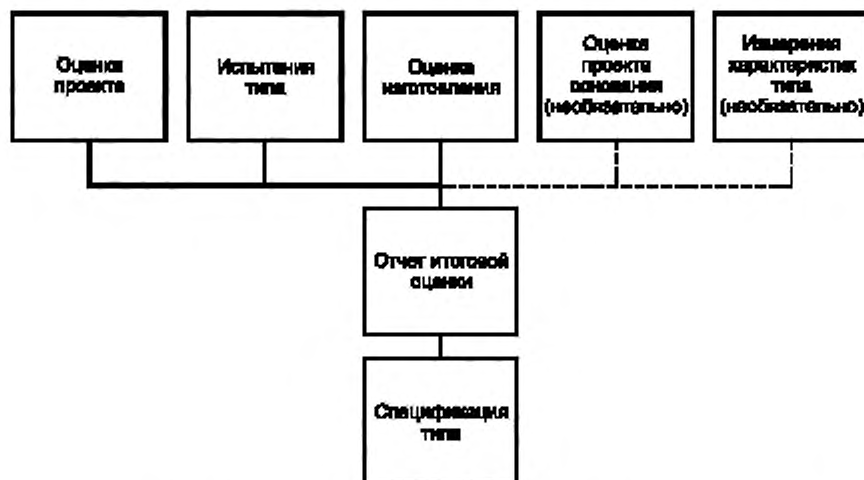 Оценка
проекта
Испытания
типа
Оценка
изготовления
Оценка
проекта
основания
(необязательно)
Измерения
характеристик
типа
(необязательно)
Отчет итоговой
оценки
Спецификация
типа